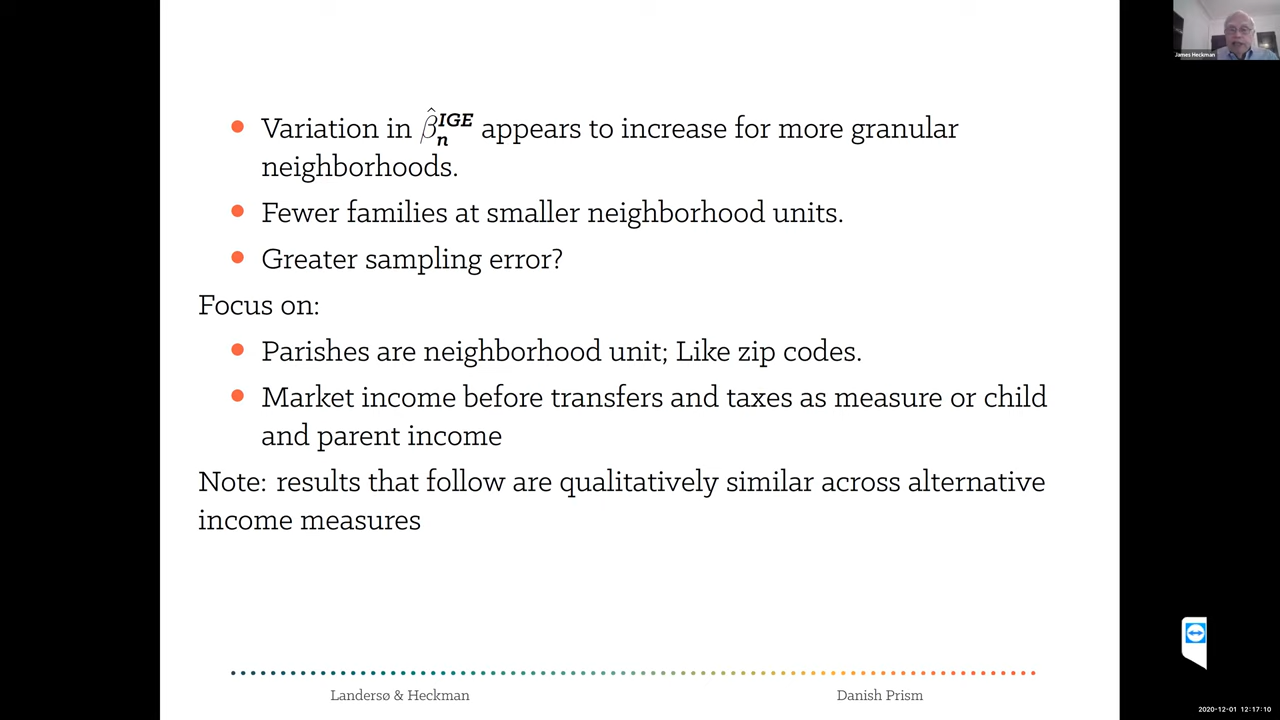 James Heckman
Variation in β̂ₙᴵᴳᴱ appears to increase for more granular
neighborhoods.
Fewer families at smaller neighborhood units.
Greater sampling error?
Focus on:
Parishes are neighborhood unit; Like zip codes.
Market income before transfers and taxes as measure or child
and parent income
Note: results that follow are qualitatively similar across alternative
income measures
Landersø & Heckman
Danish Prism
2020-12-01 12:17:10